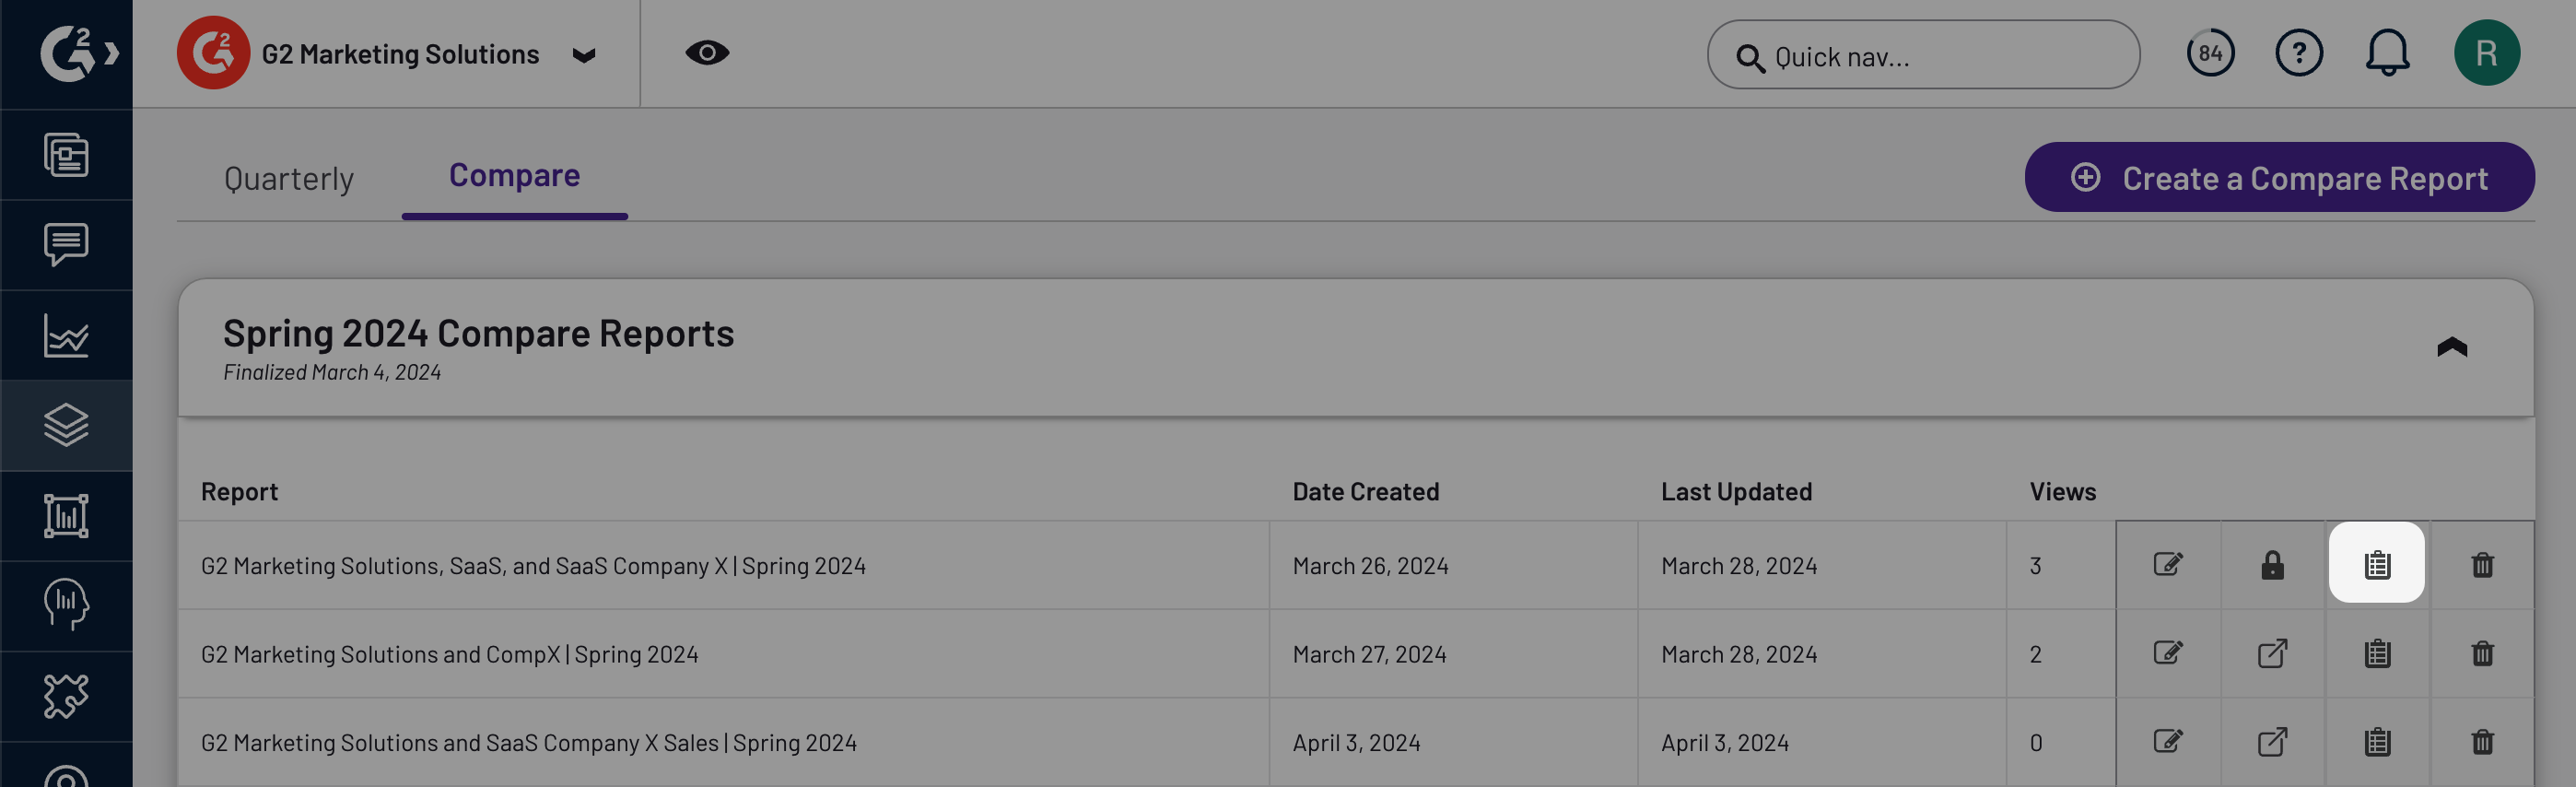 G2 Marketing Solutions
Quick nav...
84
?
R
Quarterly
Compare
Create a Compare Report
Spring 2024 Compare Reports
Finalized March 4, 2024
Report Date Created Last Updated Views
G2 Marketing Solutions, SaaS, and SaaS Company X | Spring 2024 March 26, 2024 March 28, 2024 3
G2 Marketing Solutions and CompX | Spring 2024 March 27, 2024 March 28, 2024 2
G2 Marketing Solutions and SaaS Company X Sales | Spring 2024 April 3, 2024 April 3, 2024 0